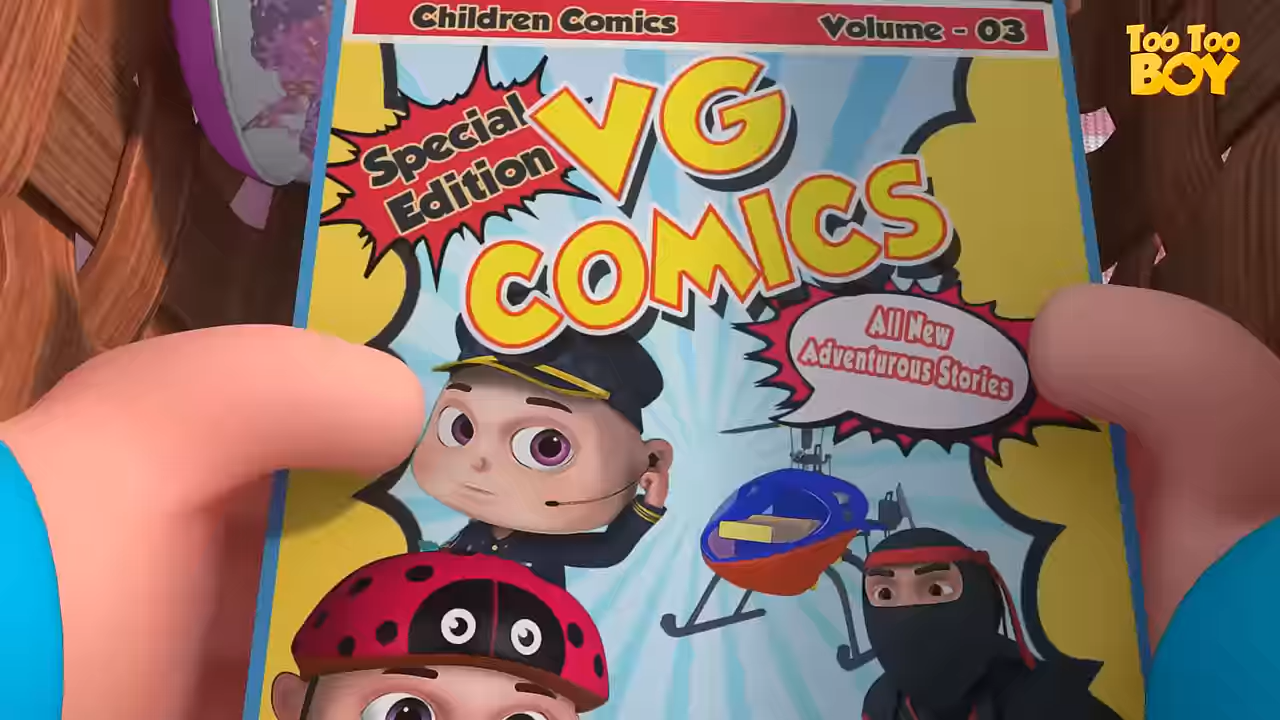 Children Comics
Volume - 03
Too Too
Boy
Special
Edition
VG
COMICS
All New
Adventurous Stories